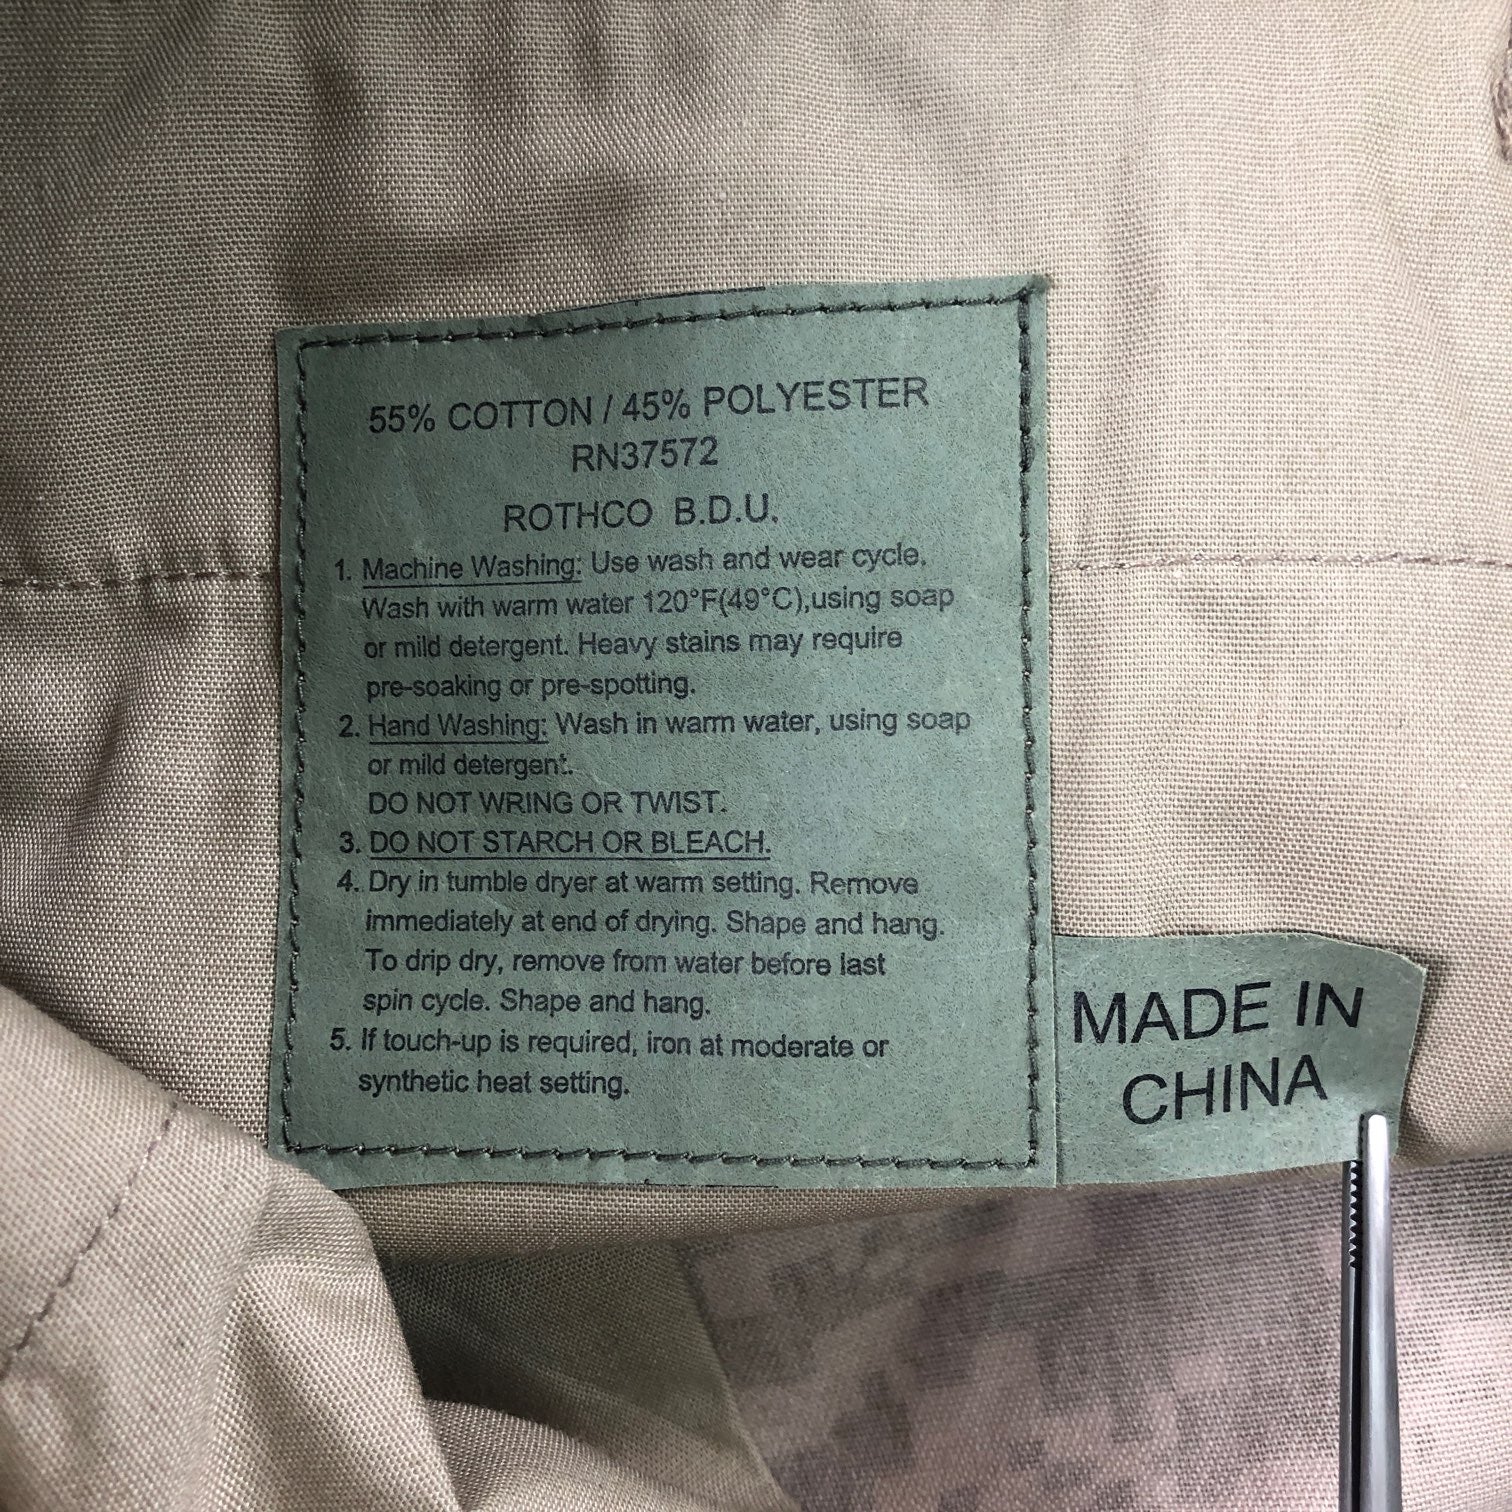 55% COTTON / 45% POLYESTER
RN37572
ROTHCO B.D.U.
1. Machine Washing: Use wash and wear cycle.
Wash with warm water 120°F(49°C),using soap
or mild detergent. Heavy stains may require
pre-soaking or pre-spotting.
2. Hand Washing: Wash in warm water, using soap
or mild detergent.
DO NOT WRING OR TWIST.
3. DO NOT STARCH OR BLEACH.
4. Dry in tumble dryer at warm setting. Remove
immediately at end of drying. Shape and hang.
To drip dry, remove from water before last
spin cycle. Shape and hang.
5. If touch-up is required, iron at moderate or
synthetic heat setting.
MADE IN
CHINA